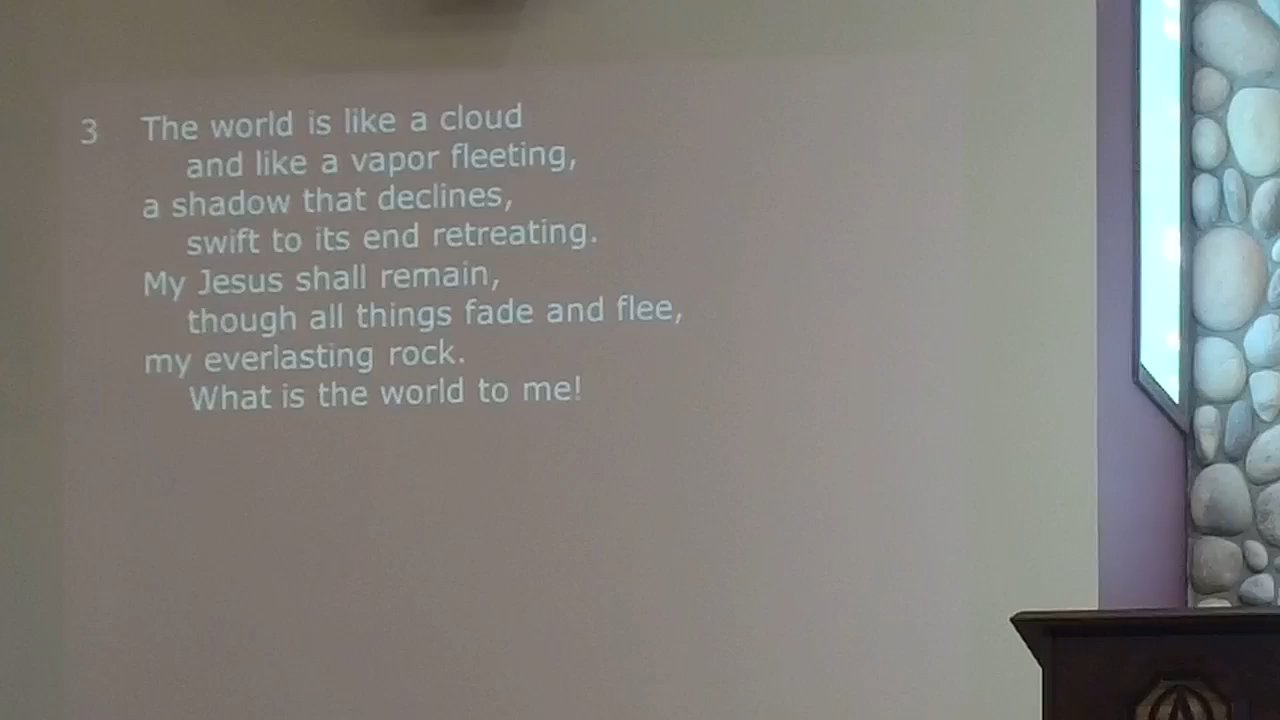 3 The world is like a cloud
and like a vapor fleeting,
a shadow that declines,
swift to its end retreating.
My Jesus shall remain,
though all things fade and flee,
my everlasting rock.
What is the world to me!